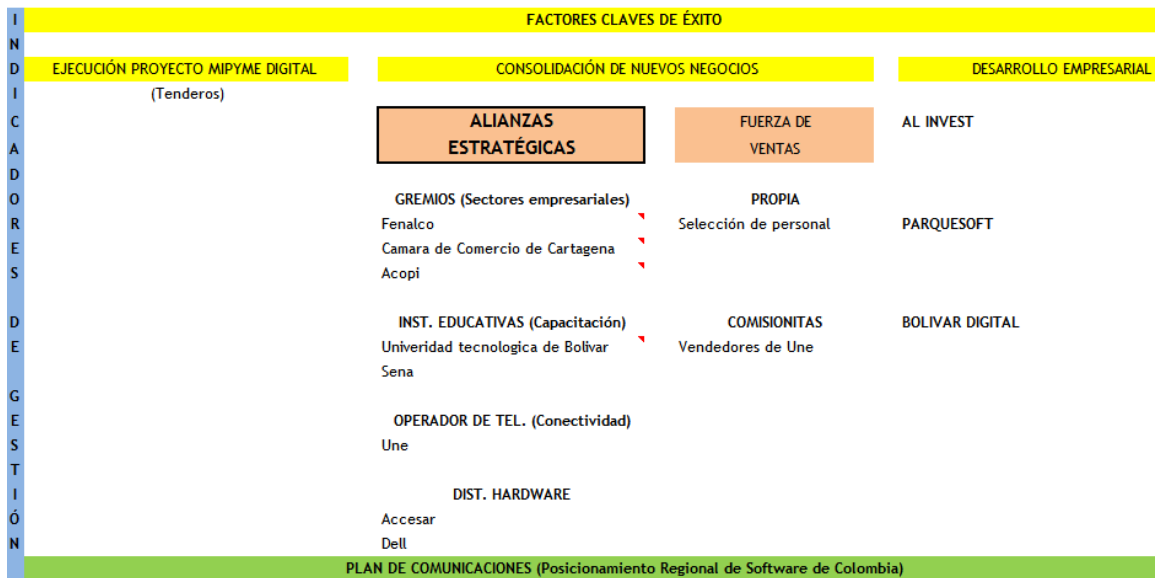 INDICADORES DE GESTIÓN
FACTORES CLAVES DE ÉXITO
EJECUCIÓN PROYECTO MIPYME DIGITAL
(Tenderos)
CONSOLIDACIÓN DE NUEVOS NEGOCIOS
ALIANZAS
ESTRATÉGICAS
GREMIOS (Sectores empresariales)
Fenalco
Camara de Comercio de Cartagena
Acopi
INST. EDUCATIVAS (Capacitación)
Univeridad tecnologica de Bolivar
Sena
OPERADOR DE TEL. (Conectividad)
Une
DIST. HARDWARE
Accesar
Dell
FUERZA DE
VENTAS
PROPIA
Selección de personal
COMISIONITAS
Vendedores de Une
DESARROLLO EMPRESARIAL
AL INVEST
PARQUESOFT
BOLIVAR DIGITAL
PLAN DE COMUNICACIONES (Posicionamiento Regional de Software de Colombia)